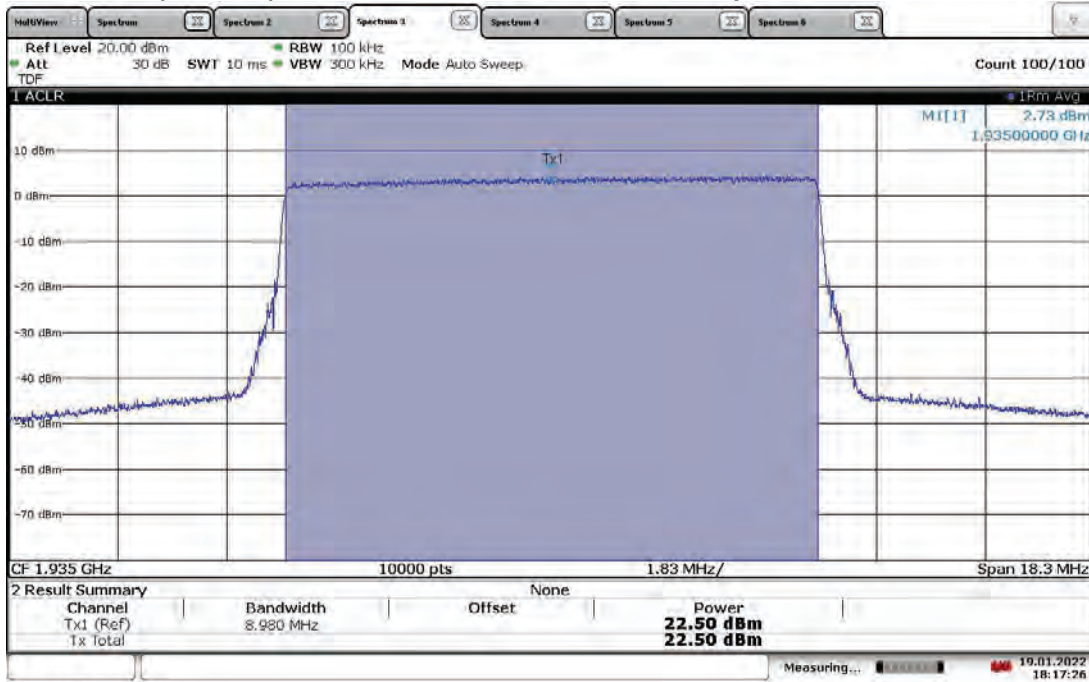 MultiView Spectrum Spectrum 2 Spectrum 3 Spectrum 4 Spectrum 5 Spectrum 6
Ref Level 20.00 dBm RBW 100 kHz
Att 30 dB SWT 10 ms VBW 300 kHz Mode Auto Sweep Count 100/100
TDF
1 ACLR 1Rm Avg
M1[1] 2.73 dBm
1.93500000 GHz
10 dBm
Tx1
0 dBm
-10 dBm
-20 dBm
-30 dBm
-40 dBm
-50 dBm
-60 dBm
-70 dBm
CF 1.935 GHz 10000 pts 1.83 MHz/ Span 18.3 MHz
2 Result Summary None
Channel Bandwidth Offset Power
Tx1 (Ref) 8.980 MHz 22.50 dBm
Tx Total 22.50 dBm
Measuring... 19.01.2022
18:17:26